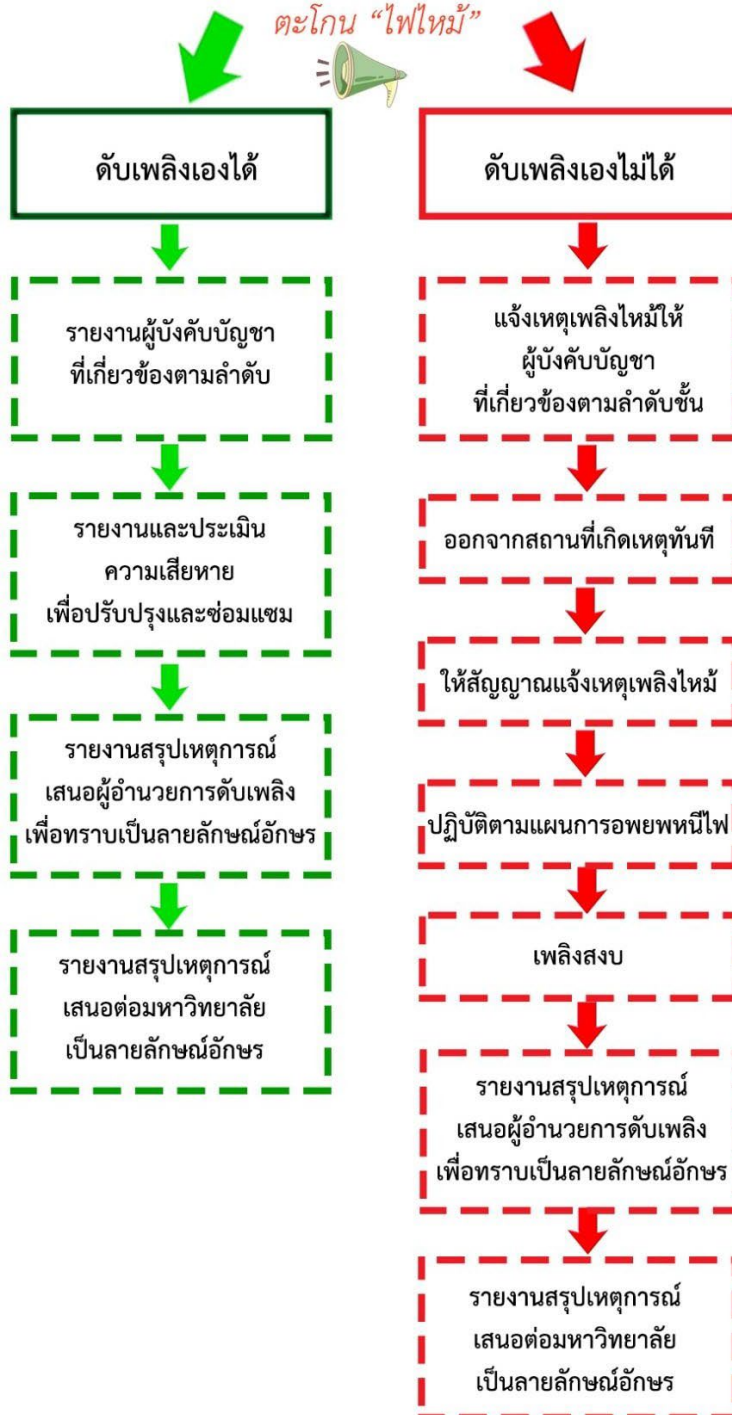 ตะโกน “ไฟไหม้”
ดับเพลิงเองได้
รายงานผู้บังคับบัญชา
ที่เกี่ยวข้องตามลำดับ
รายงานและประเมิน
ความเสียหาย
เพื่อปรับปรุงและซ่อมแซม
รายงานสรุปเหตุการณ์
เสนอผู้อำนวยการดับเพลิง
เพื่อทราบเป็นลายลักษณ์อักษร
รายงานสรุปเหตุการณ์
เสนอต่อมหาวิทยาลัย
เป็นลายลักษณ์อักษร
ดับเพลิงเองไม่ได้
แจ้งเหตุเพลิงไหม้ให้
ผู้บังคับบัญชา
ที่เกี่ยวข้องตามลำดับชั้น
ออกจากสถานที่เกิดเหตุทันที
ให้สัญญาณแจ้งเหตุเพลิงไหม้
ปฏิบัติตามแผนการอพยพหนีไฟ
เพลิงสงบ
รายงานสรุปเหตุการณ์
เสนอผู้อำนวยการดับเพลิง
เพื่อทราบเป็นลายลักษณ์อักษร
รายงานสรุปเหตุการณ์
เสนอต่อมหาวิทยาลัย
เป็นลายลักษณ์อักษร